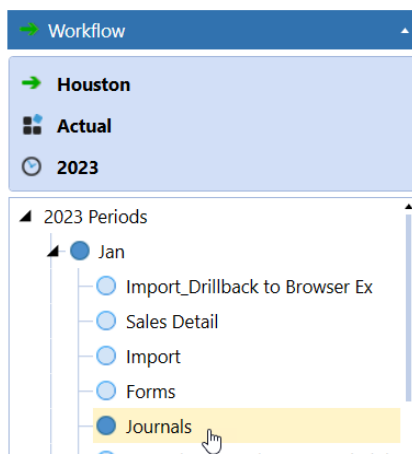 Workflow
Houston
Actual
2023
2023 Periods
Jan
Import_Drillback to Browser Ex
Sales Detail
Import
Forms
Journals